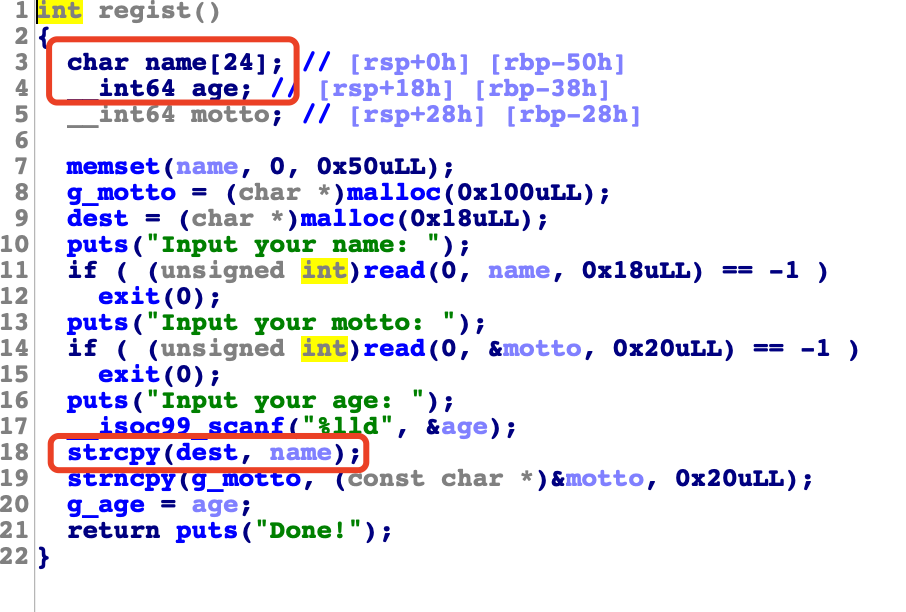 1 int regist()
2 {
3 char name[24]; // [rsp+0h] [rbp-50h]
4 __int64 age; // [rsp+18h] [rbp-38h]
5 __int64 motto; // [rsp+28h] [rbp-28h]
6
7 memset(name, 0, 0x50uLL);
8 g_motto = (char *)malloc(0x100uLL);
9 dest = (char *)malloc(0x18uLL);
10 puts("Input your name: ");
11 if ( (unsigned int)read(0, name, 0x18uLL) == -1 )
12 exit(0);
13 puts("Input your motto: ");
14 if ( (unsigned int)read(0, &motto, 0x20uLL) == -1 )
15 exit(0);
16 puts("Input your age: ");
17 __isoc99_scanf("%lld", &age);
18 strcpy(dest, name);
19 strncpy(g_motto, (const char *)&motto, 0x20uLL);
20 g_age = age;
21 return puts("Done!");
22 }